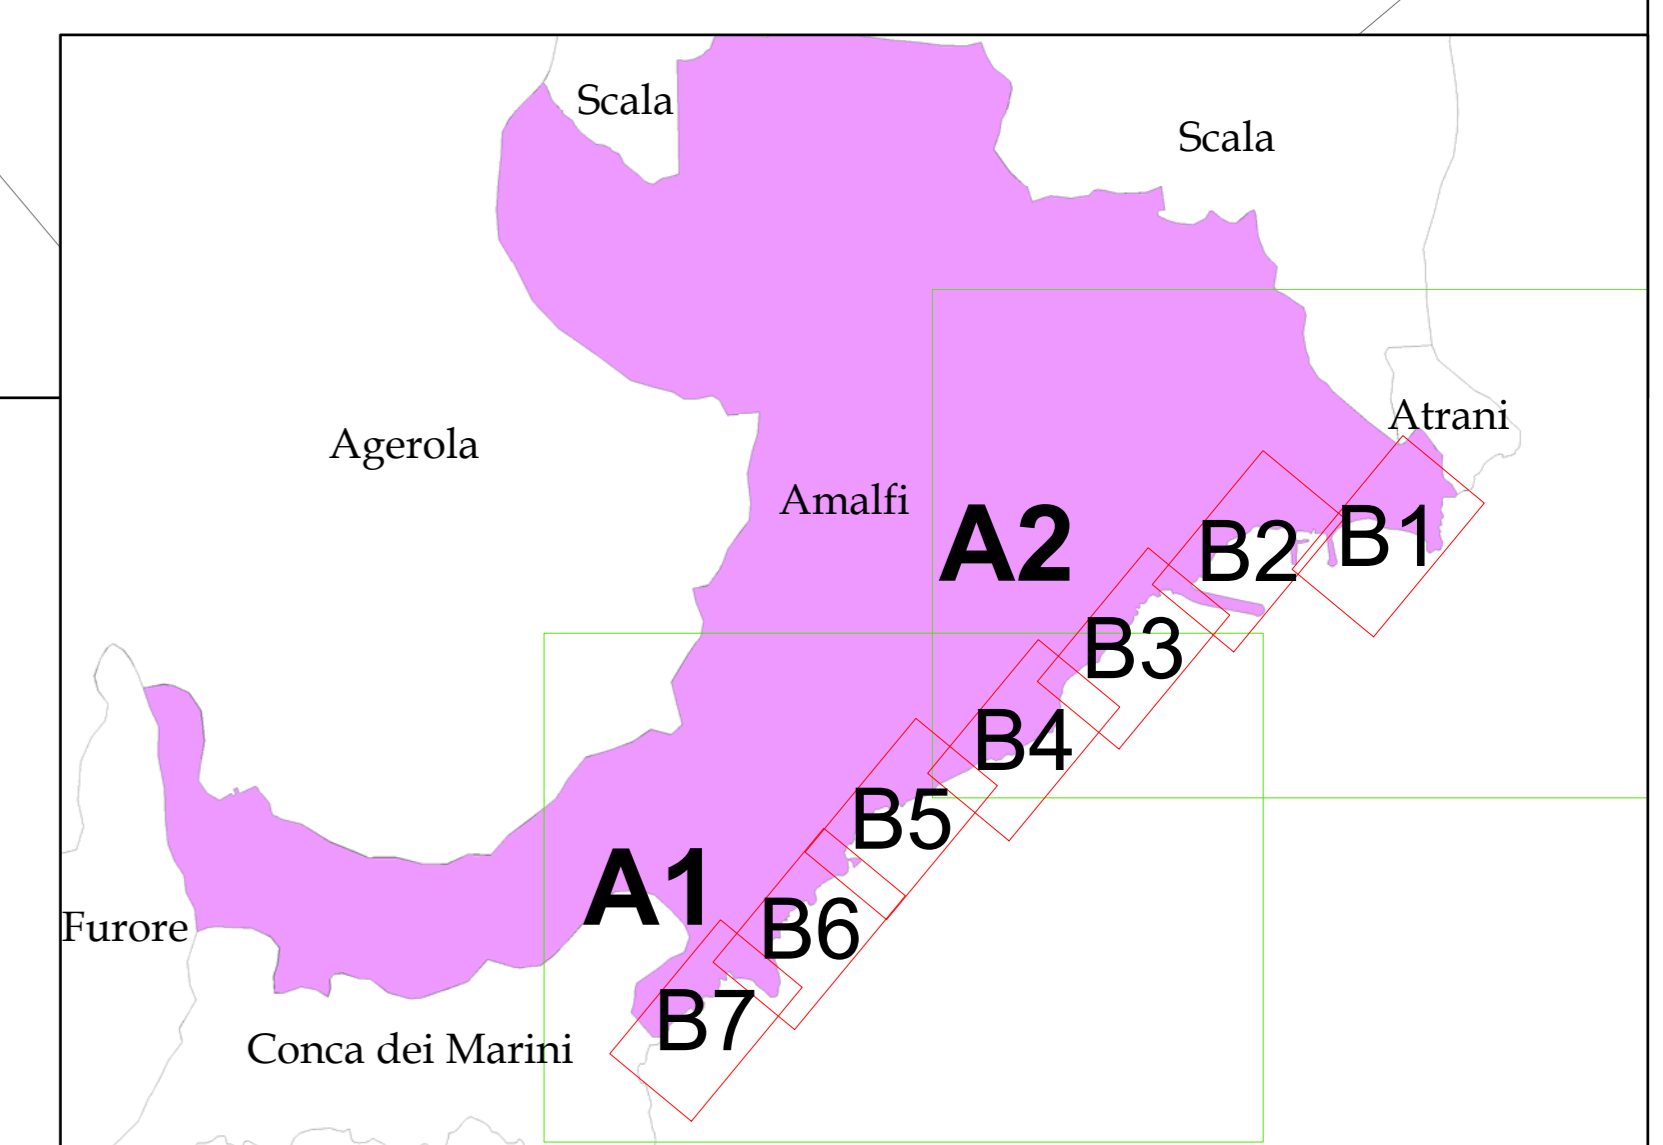 Scala
Scala
Atrani
Agerola
Amalfi
A2
B1
B2
B3
B4
B5
A1
B6
Furore
B7
Conca dei Marini